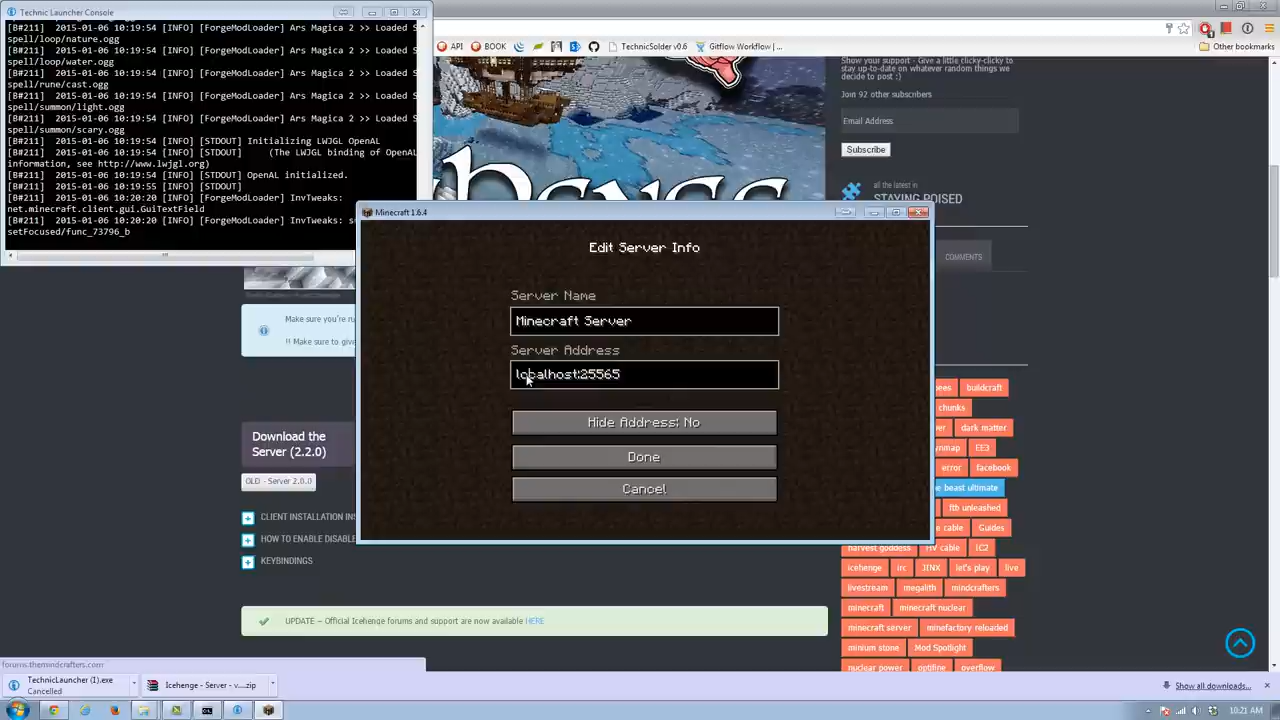 Technic Launcher Console
[B#211] 2015-01-06 10:19:54 [INFO] [ForgeModLoader] Ars Magica 2 >> Loaded S
spell/loop/nature.ogg
[B#211] 2015-01-06 10:19:54 [INFO] [ForgeModLoader] Ars Magica 2 >> Loaded S
spell/loop/water.ogg
[B#211] 2015-01-06 10:19:54 [INFO] [ForgeModLoader] Ars Magica 2 >> Loaded S
spell/rune/cast.ogg
[B#211] 2015-01-06 10:19:54 [INFO] [ForgeModLoader] Ars Magica 2 >> Loaded S
spell/summon/light.ogg
[B#211] 2015-01-06 10:19:54 [INFO] [ForgeModLoader] Ars Magica 2 >> Loaded S
spell/summon/scary.ogg
[B#211] 2015-01-06 10:19:54 [INFO] [STDOUT] Initializing LWJGL OpenAL
[B#211] 2015-01-06 10:19:54 [INFO] [STDOUT] (The LWJGL binding of OpenAL
information, see http://www.lwjgl.org)
[B#211] 2015-01-06 10:19:54 [INFO] [STDOUT] OpenAL initialized.
[B#211] 2015-01-06 10:19:55 [INFO] [STDOUT]
[B#211] 2015-01-06 10:20:20 [INFO] [ForgeModLoader] InvTweaks:
net.minecraft.client.gui.GuiTextField
[B#211] 2015-01-06 10:20:26 [INFO] [ForgeModLoader] InvTweaks: s
setFocused/func_73796_b
API
BOOK
TechnicSolder v0.6
Gitflow Workflow | ...
Other bookmarks
Show your support - Give a little clicky-clicky to
stay up-to-date on whatever random things we
decide to post :)
Join 92 other subscribers
Email Address
Subscribe
all the latest in
STAYING POISED
COMMENTS
Minecraft 1.6.4
Edit Server Info
Server Name
Minecraft Server
Server Address
localhost:25565
Hide Address: No
Done
Cancel
Make sure you're ru
!! Make sure to give
Download the
Server (2.2.0)
OLD - Server 2.0.0
CLIENT INSTALLATION INS
HOW TO ENABLE DISABLE
KEYBINDINGS
UPDATE – Official Icehenge forums and support are now available HERE
ees buildcraft
chunks
er dark matter
nmap EE3
error facebook
e beast ultimate
ftb unleashed
e cable Guides
harvest goddess HV cable IC2
icehenge irc JINX let's play live
livestream megalith mindcrafters
minecraft minecraft nuclear
minecraft server minefactory reloaded
minium stone Mod Spotlight
nuclear power optiline overflow
forums.themindcrafters.com
TechnicLauncher (1).exe
Cancelled
Icehenge - Server - v....zip
Show all downloads...
10:21 AM